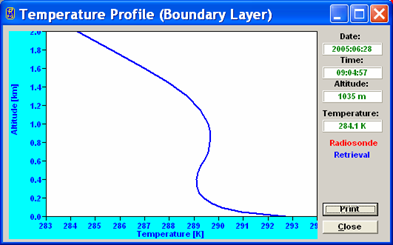 Temperature Profile (Boundary Layer)
Date:
2005:06:28
Time:
09:04:57
Altitude:
1035 m
Temperature:
284.1 K
Radiosonde
Retrieval
Print
Close
Altitude [km]
2.0
1.8
1.6
1.4
1.2
1.0
0.8
0.6
0.4
0.2
0.0
283 284 285 286 287 288 289 290 291 292 293 29
Temperature [K]